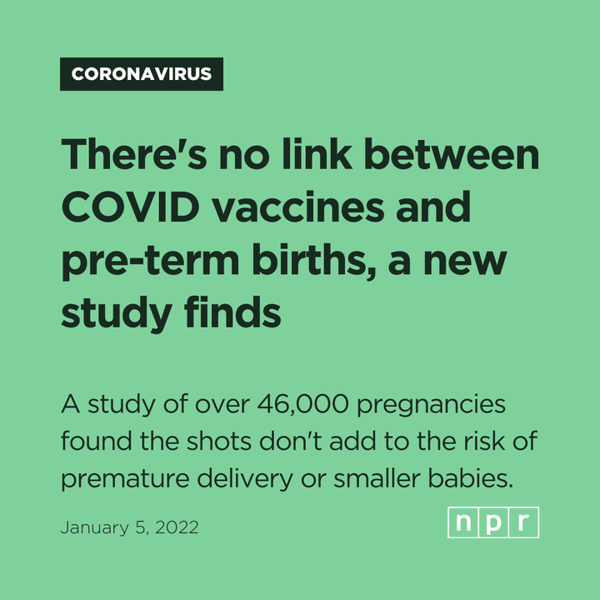 CORONAVIRUS
There's no link between
COVID vaccines and
pre-term births, a new
study finds
A study of over 46,000 pregnancies
found the shots don't add to the risk of
premature delivery or smaller babies.
January 5, 2022
npr